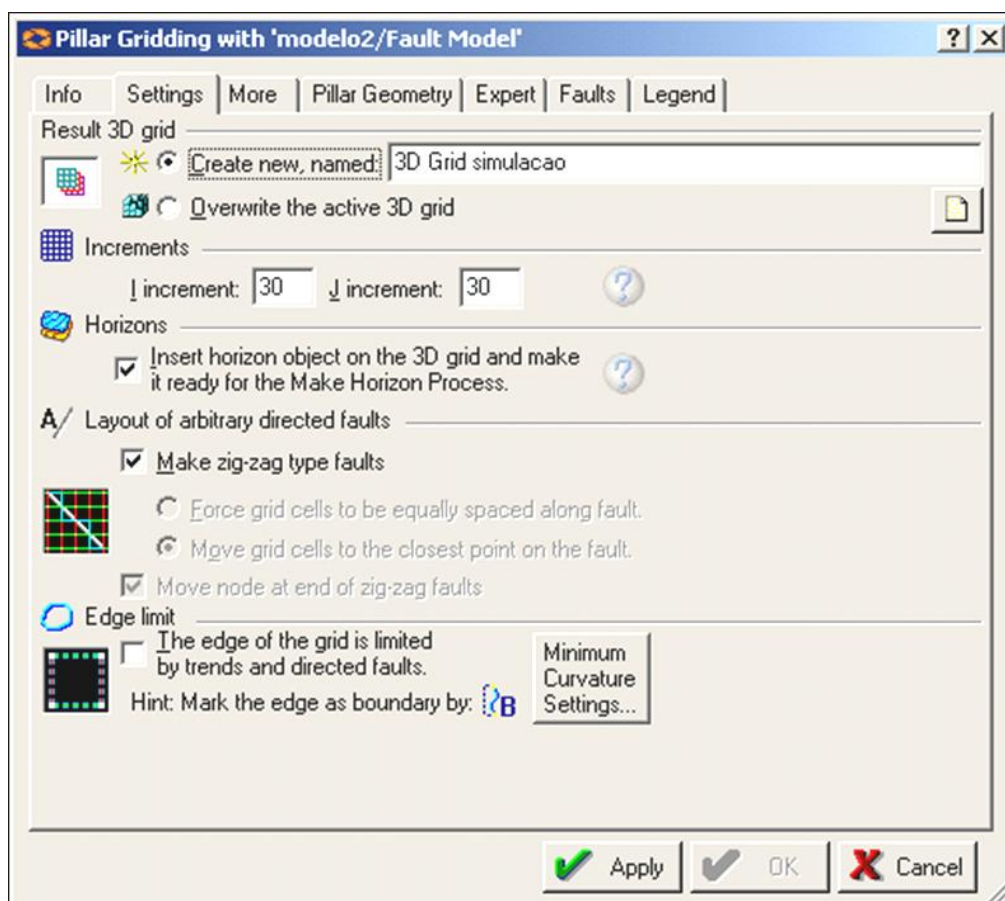 Pillar Gridding with 'modelo2/Fault Model'
Info Settings More Pillar Geometry Expert Faults Legend
Result 3D grid
Create new, named: 3D Grid simulacao
Overwrite the active 3D grid
Increments
I increment: 30 J increment: 30
Horizons
Insert horizon object on the 3D grid and make
it ready for the Make Horizon Process.
A/ Layout of arbitrary directed faults
Make zig-zag type faults
Force grid cells to be equally spaced along fault.
Move grid cells to the closest point on the fault.
Move node at end of zig-zag faults
Edge limit
The edge of the grid is limited
by trends and directed faults.
Hint: Mark the edge as boundary by: B
Minimum
Curvature
Settings...
Apply OK Cancel